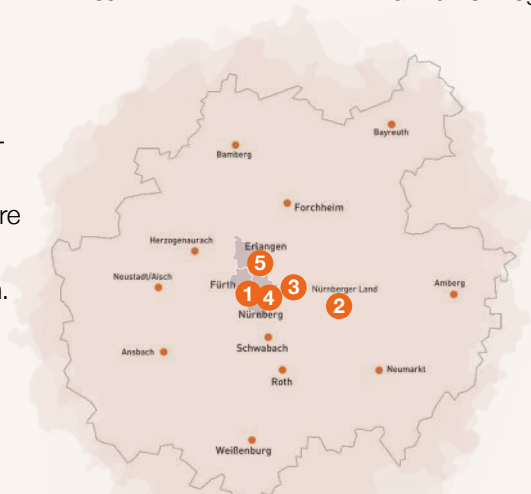 Bayreuth
Bamberg
re
Forchheim
Herzogenaurach
Erlangen
5
Neustadt/Aisch
Fürth
1
4
3
Nürnberger Land
2
Amberg
n.
Nürnberg
Schwabach
Ansbach
Roth
Neumarkt
Weißenburg